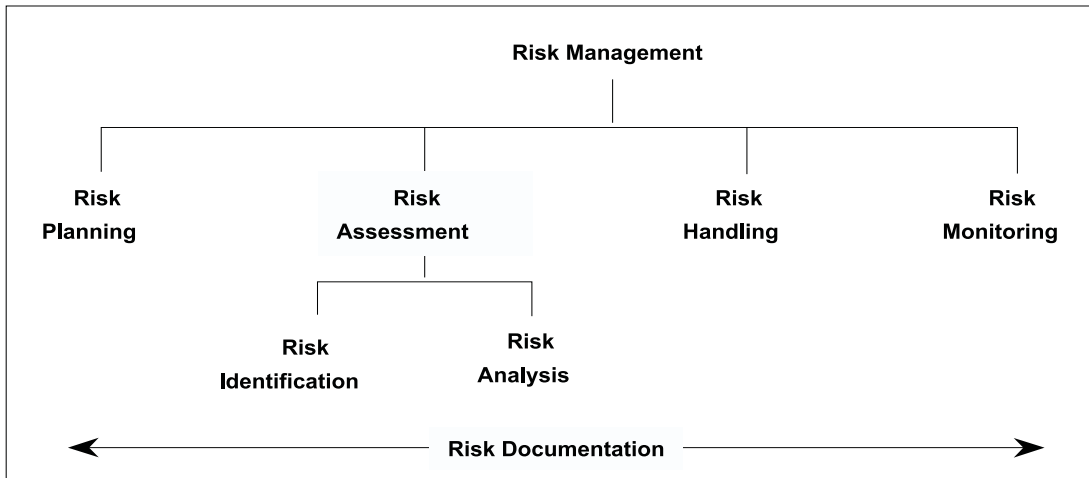 Risk Management
Risk
Planning
Risk
Assessment
Risk
Handling
Risk
Monitoring
Risk
Identification
Risk
Analysis
Risk Documentation